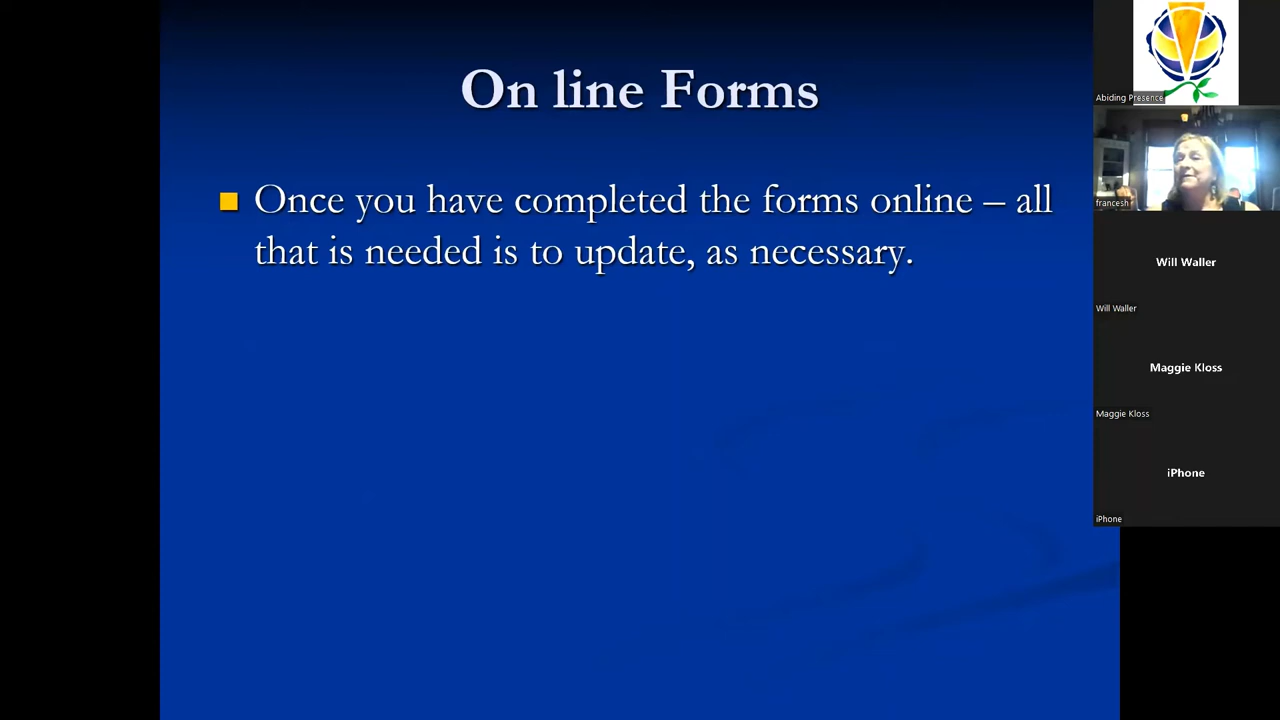 On line Forms
Once you have completed the forms online – all
that is needed is to update, as necessary.
Abiding Presence
francesh
Will Waller
Will Waller
Maggie Kloss
Maggie Kloss
iPhone
iPhone